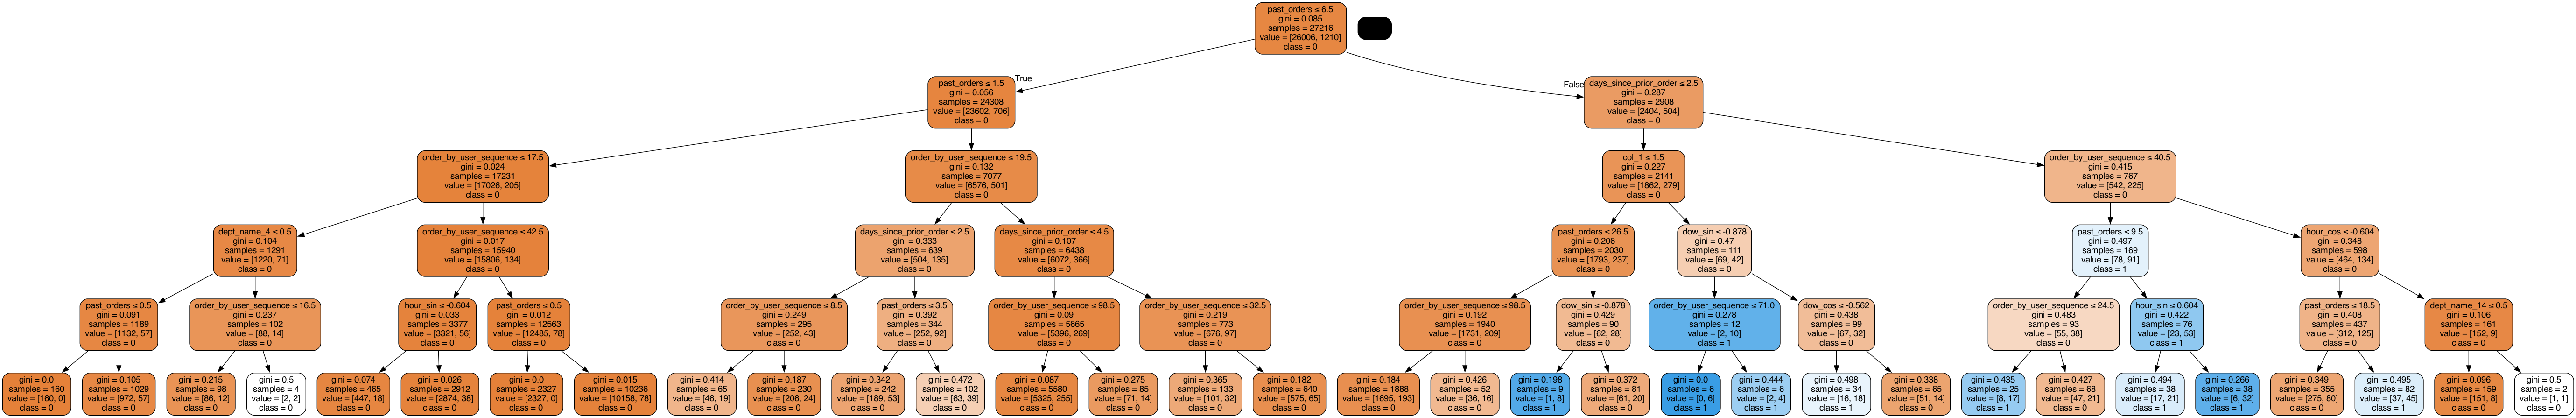 past_orders ≤ 6.5
gini = 0.085
samples = 27216
value = [26006, 1210]
class = 0
True
False
past_orders ≤ 1.5
gini = 0.056
samples = 24308
value = [23602, 706]
class = 0
days_since_prior_order ≤ 2.5
gini = 0.287
samples = 2908
value = [2404, 504]
class = 0
order_by_user_sequence ≤ 17.5
gini = 0.024
samples = 17231
value = [17026, 205]
class = 0
order_by_user_sequence ≤ 19.5
gini = 0.132
samples = 7077
value = [6576, 501]
class = 0
col_1 ≤ 1.5
gini = 0.227
samples = 2141
value = [1862, 279]
class = 0
order_by_user_sequence ≤ 40.5
gini = 0.415
samples = 767
value = [542, 225]
class = 0
dept_name_4 ≤ 0.5
gini = 0.104
samples = 1291
value = [1220, 71]
class = 0
order_by_user_sequence ≤ 42.5
gini = 0.017
samples = 15940
value = [15806, 134]
class = 0
days_since_prior_order ≤ 2.5
gini = 0.333
samples = 639
value = [504, 135]
class = 0
days_since_prior_order ≤ 4.5
gini = 0.107
samples = 6438
value = [6072, 366]
class = 0
past_orders ≤ 26.5
gini = 0.206
samples = 2030
value = [1793, 237]
class = 0
dow_sin ≤ -0.878
gini = 0.47
samples = 111
value = [69, 42]
class = 0
past_orders ≤ 9.5
gini = 0.497
samples = 169
value = [78, 91]
class = 1
hour_cos ≤ -0.604
gini = 0.348
samples = 598
value = [464, 134]
class = 0
past_orders ≤ 0.5
gini = 0.091
samples = 1189
value = [1132, 57]
class = 0
order_by_user_sequence ≤ 16.5
gini = 0.237
samples = 102
value = [88, 14]
class = 0
hour_sin ≤ -0.604
gini = 0.033
samples = 3377
value = [3321, 56]
class = 0
past_orders ≤ 0.5
gini = 0.012
samples = 12563
value = [12485, 78]
class = 0
order_by_user_sequence ≤ 8.5
gini = 0.249
samples = 295
value = [252, 43]
class = 0
past_orders ≤ 3.5
gini = 0.392
samples = 344
value = [252, 92]
class = 0
order_by_user_sequence ≤ 98.5
gini = 0.09
samples = 5665
value = [5396, 269]
class = 0
order_by_user_sequence ≤ 32.5
gini = 0.219
samples = 773
value = [676, 97]
class = 0
order_by_user_sequence ≤ 98.5
gini = 0.192
samples = 1940
value = [1731, 209]
class = 0
dow_sin ≤ -0.878
gini = 0.429
samples = 90
value = [62, 28]
class = 0
order_by_user_sequence ≤ 71.0
gini = 0.278
samples = 12
value = [2, 10]
class = 1
dow_cos ≤ -0.562
gini = 0.438
samples = 99
value = [67, 32]
class = 0
order_by_user_sequence ≤ 24.5
gini = 0.483
samples = 93
value = [55, 38]
class = 0
hour_sin ≤ 0.604
gini = 0.422
samples = 76
value = [23, 53]
class = 1
past_orders ≤ 18.5
gini = 0.408
samples = 437
value = [312, 125]
class = 0
dept_name_14 ≤ 0.5
gini = 0.106
samples = 161
value = [152, 9]
class = 0
gini = 0.0
samples = 160
value = [160, 0]
class = 0
gini = 0.105
samples = 1029
value = [972, 57]
class = 0
gini = 0.215
samples = 98
value = [86, 12]
class = 0
gini = 0.5
samples = 4
value = [2, 2]
class = 0
gini = 0.074
samples = 465
value = [447, 18]
class = 0
gini = 0.026
samples = 2912
value = [2874, 38]
class = 0
gini = 0.0
samples = 2327
value = [2327, 0]
class = 0
gini = 0.015
samples = 10236
value = [10158, 78]
class = 0
gini = 0.414
samples = 65
value = [46, 19]
class = 0
gini = 0.187
samples = 230
value = [206, 24]
class = 0
gini = 0.342
samples = 242
value = [189, 53]
class = 0
gini = 0.472
samples = 102
value = [63, 39]
class = 0
gini = 0.087
samples = 5580
value = [5325, 255]
class = 0
gini = 0.275
samples = 85
value = [71, 14]
class = 0
gini = 0.365
samples = 133
value = [101, 32]
class = 0
gini = 0.182
samples = 640
value = [575, 65]
class = 0
gini = 0.184
samples = 1888
value = [1695, 193]
class = 0
gini = 0.426
samples = 52
value = [36, 16]
class = 0
gini = 0.198
samples = 9
value = [1, 8]
class = 1
gini = 0.372
samples = 81
value = [61, 20]
class = 0
gini = 0.0
samples = 6
value = [0, 6]
class = 1
gini = 0.444
samples = 6
value = [2, 4]
class = 1
gini = 0.498
samples = 34
value = [16, 18]
class = 1
gini = 0.338
samples = 65
value = [51, 14]
class = 0
gini = 0.435
samples = 25
value = [8, 17]
class = 1
gini = 0.427
samples = 68
value = [47, 21]
class = 0
gini = 0.494
samples = 38
value = [17, 21]
class = 1
gini = 0.266
samples = 38
value = [6, 32]
class = 1
gini = 0.349
samples = 355
value = [275, 80]
class = 0
gini = 0.495
samples = 82
value = [37, 45]
class = 1
gini = 0.096
samples = 159
value = [151, 8]
class = 0
gini = 0.5
samples = 2
value = [1, 1]
class = 0